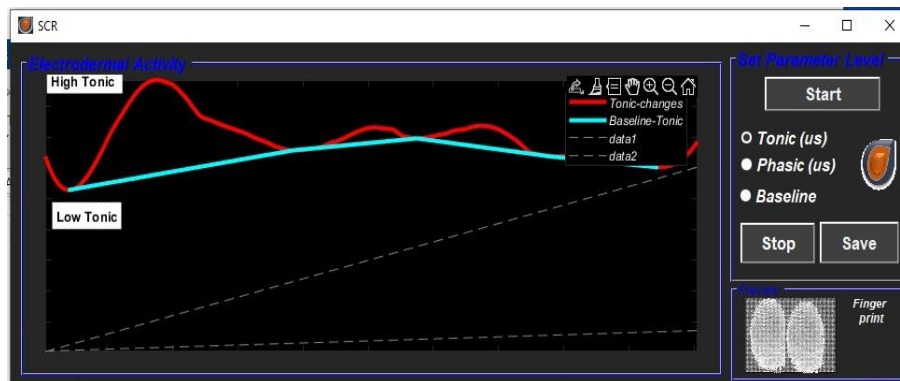 SCR
Electrodermal Activity
High Tonic
Low Tonic
Tonic-changes
Baseline-Tonic
data1
data2
Set Parameter Level
Start
Tonic (us)
Phasic (us)
Baseline
Stop
Save
Preview
Finger
print